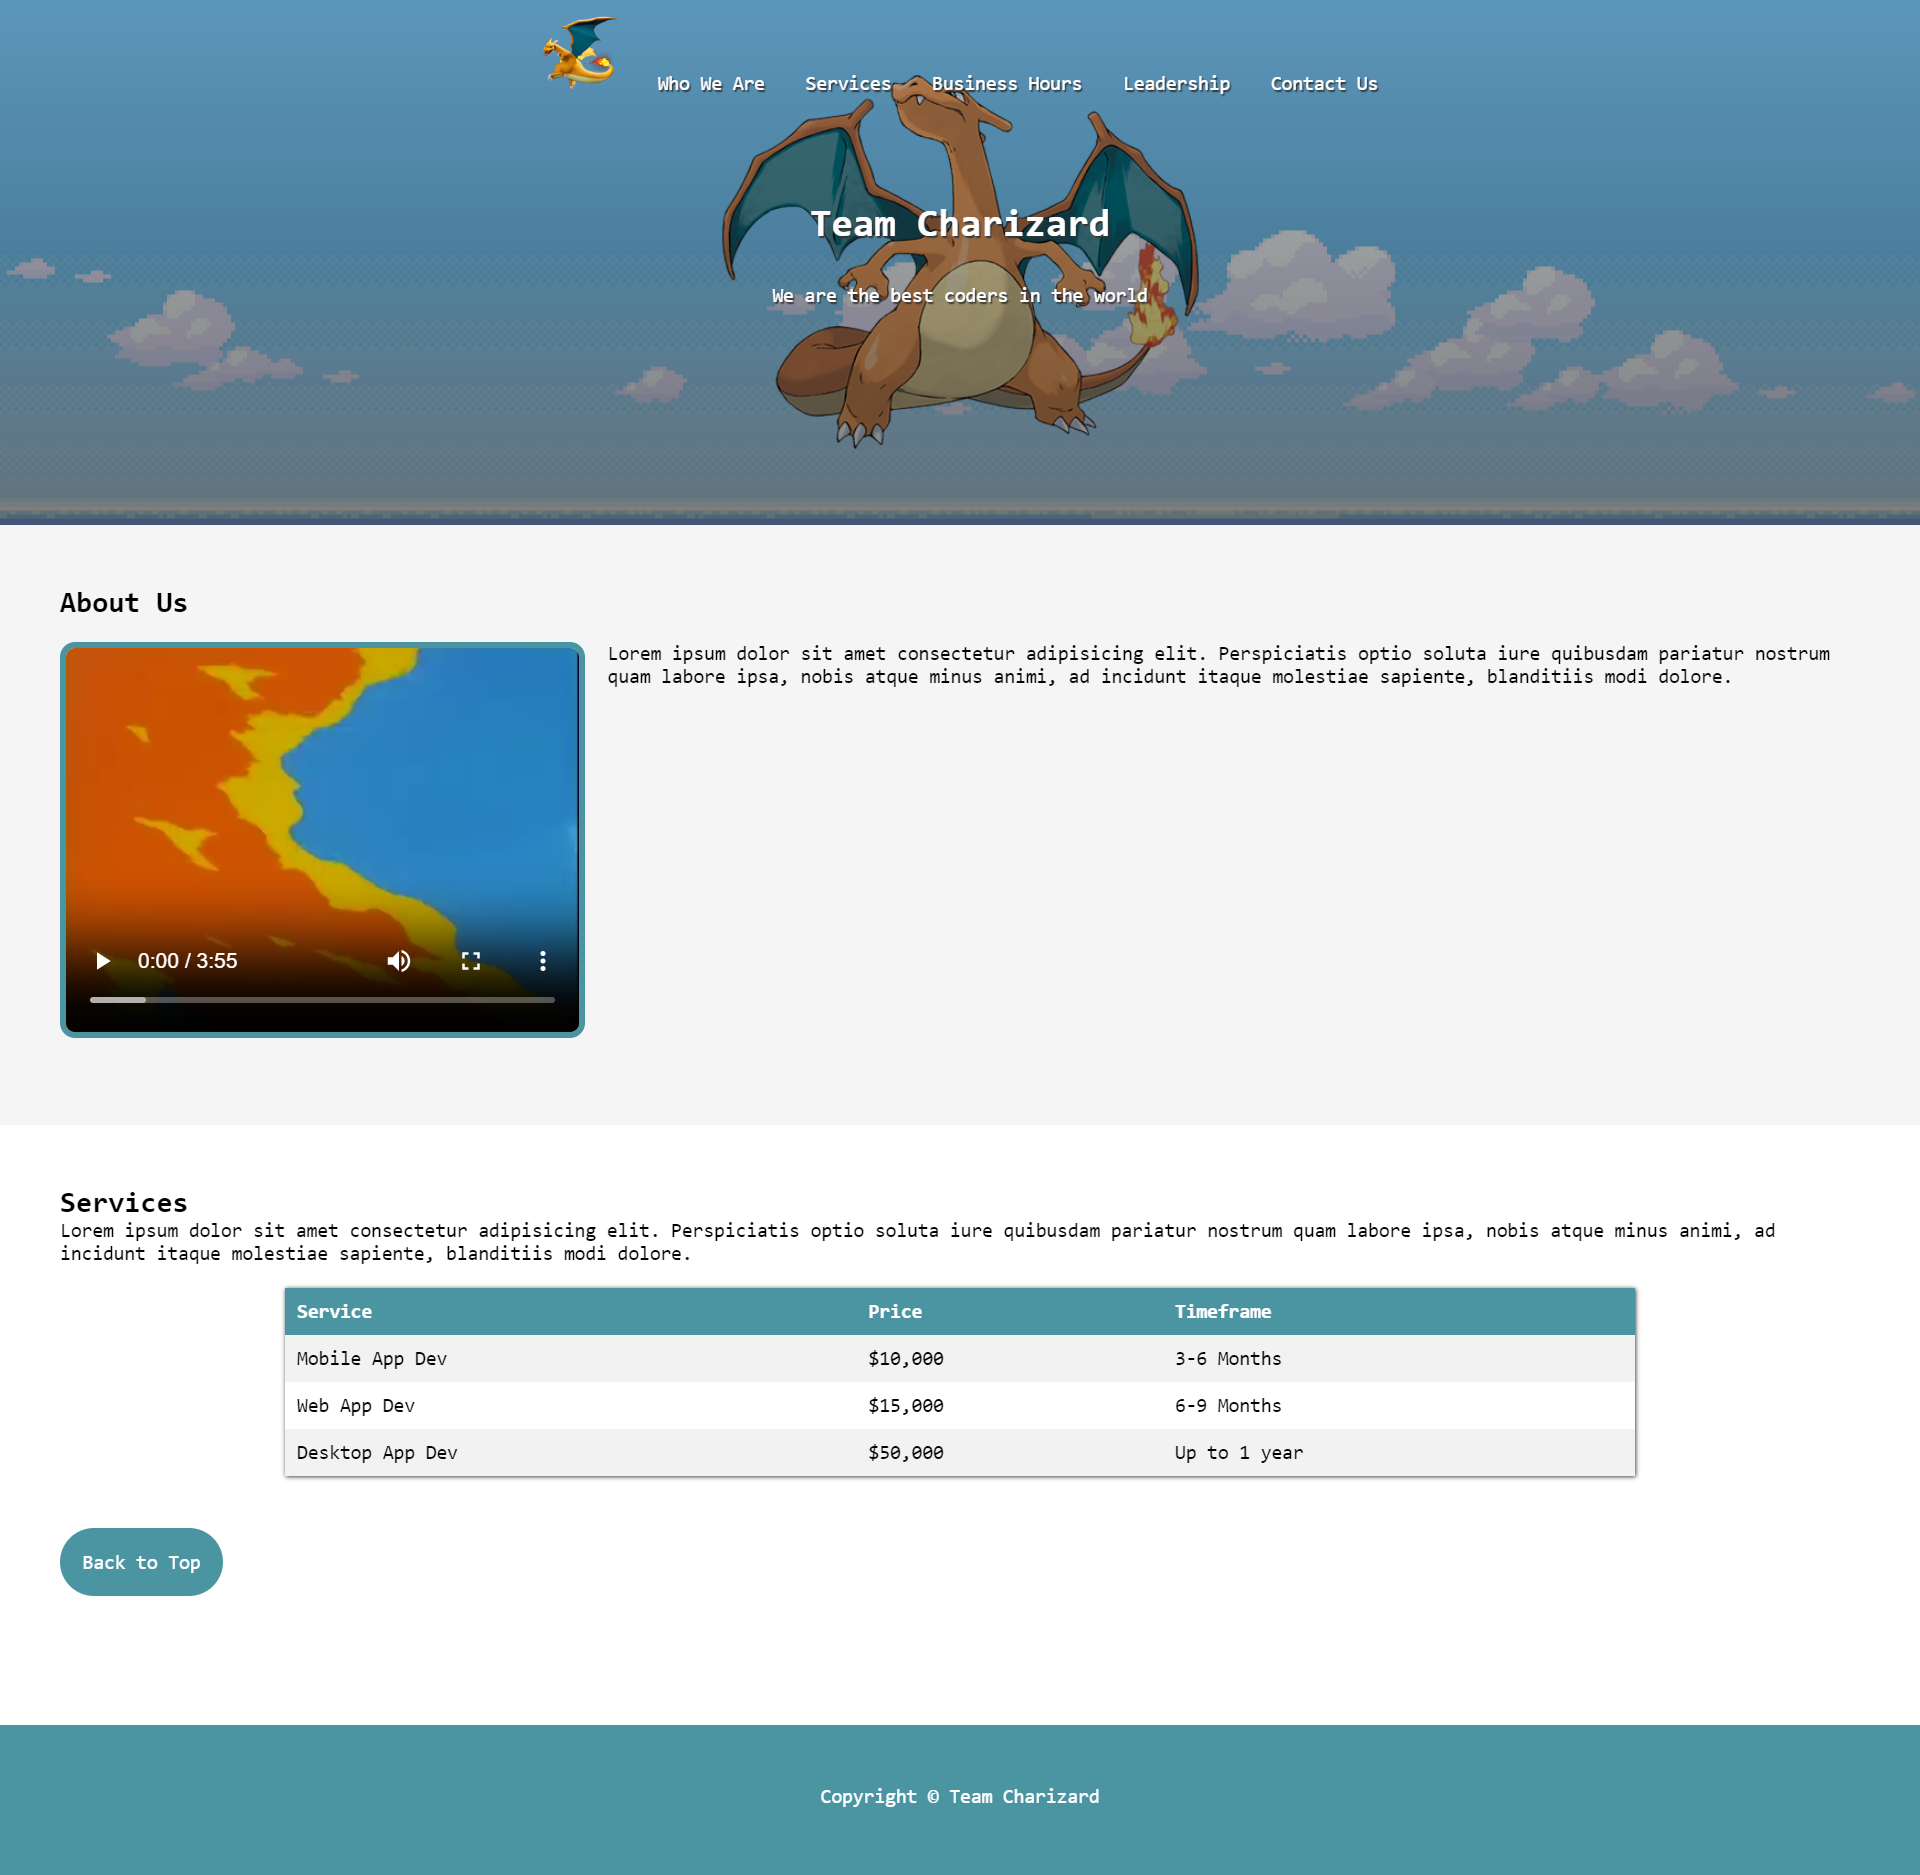 Who We Are Services Business Hours Leadership Contact Us
Team Charizard
We are the best coders in the world
About Us
Lorem ipsum dolor sit amet consectetur adipisicing elit. Perspiciatis optio soluta iure quibusdam pariatur nostrum
quam labore ipsa, nobis atque minus animi, ad incidunt itaque molestiae sapiente, blanditiis modi dolore.
0:00 / 3:55
Services
Lorem ipsum dolor sit amet consectetur adipisicing elit. Perspiciatis optio soluta iure quibusdam pariatur nostrum quam labore ipsa, nobis atque minus animi, ad
incidunt itaque molestiae sapiente, blanditiis modi dolore.
Service Price Timeframe
Mobile App Dev $10,000 3-6 Months
Web App Dev $15,000 6-9 Months
Desktop App Dev $50,000 Up to 1 year
Back to Top
Copyright © Team Charizard